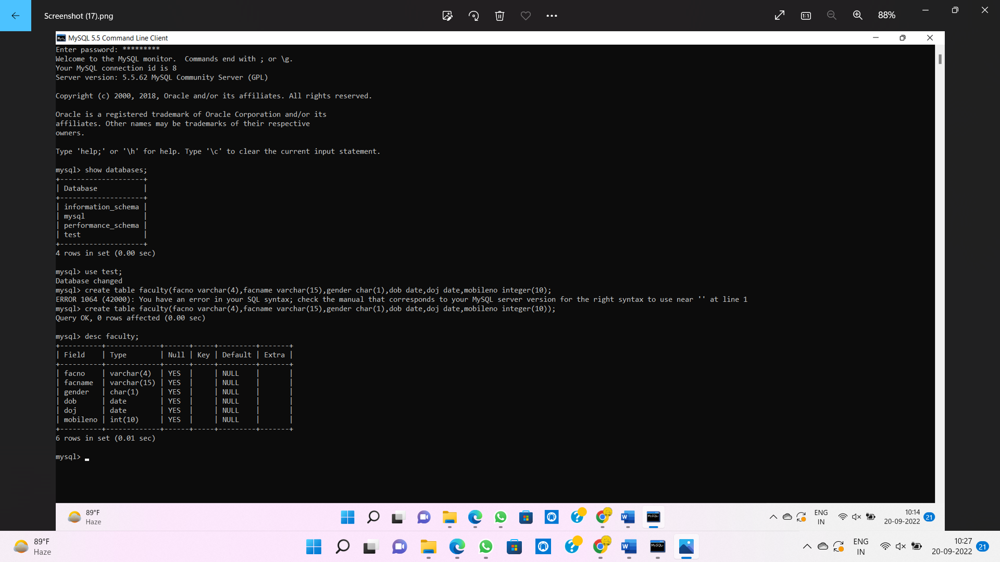 Screenshot (17).png
88%
MySQL 5.5 Command Line Client
Enter password: *********
Welcome to the MySQL monitor.  Commands end with ; or \g.
Your MySQL connection id is 8
Server version: 5.5.62 MySQL Community Server (GPL)
Copyright (c) 2000, 2018, Oracle and/or its affiliates. All rights reserved.
Oracle is a registered trademark of Oracle Corporation and/or its
affiliates. Other names may be trademarks of their respective
owners.
Type 'help;' or '\h' for help. Type '\c' to clear the current input statement.
mysql> show databases;
+--------------------+
| Database           |
+--------------------+
| information_schema |
| mysql              |
| performance_schema |
| test               |
+--------------------+
4 rows in set (0.00 sec)
mysql> use test;
Database changed
mysql> create table faculty(facno varchar(4),facname varchar(15),gender char(1),dob date,doj date,mobileno integer(10);
ERROR 1064 (42000): You have an error in your SQL syntax; check the manual that corresponds to your MySQL server version for the right syntax to use near '' at line 1
mysql> create table faculty(facno varchar(4),facname varchar(15),gender char(1),dob date,doj date,mobileno integer(10));
Query OK, 0 rows affected (0.00 sec)
mysql> desc faculty;
+----------+-------------+------+-----+---------+-------+
| Field    | Type        | Null | Key | Default | Extra |
+----------+-------------+------+-----+---------+-------+
| facno    | varchar(4)  | YES  |     | NULL    |       |
| facname  | varchar(15) | YES  |     | NULL    |       |
| gender   | char(1)     | YES  |     | NULL    |       |
| dob      | date        | YES  |     | NULL    |       |
| doj      | date        | YES  |     | NULL    |       |
| mobileno | int(10)     | YES  |     | NULL    |       |
+----------+-------------+------+-----+---------+-------+
6 rows in set (0.01 sec)
mysql>
89°F
Haze
ENG
IN
10:14
20-09-2022
21
89°F
Haze
ENG
IN
10:27
20-09-2022
21